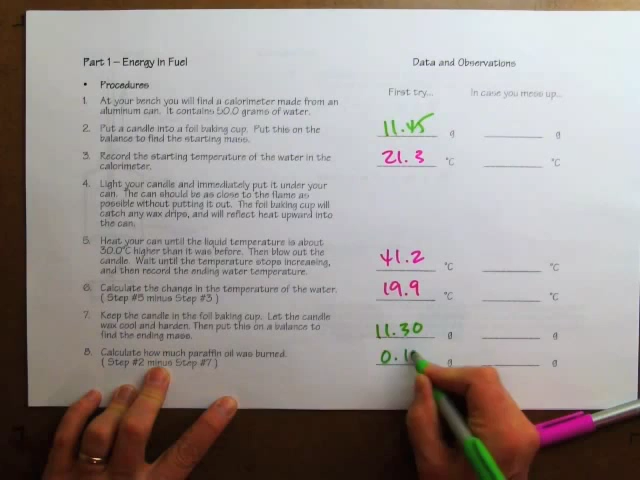 Part 1 – Energy in Fuel
Data and Observations
• Procedures
First try...
In case you mess up...
1. At your bench you will find a calorimeter made from an
aluminum can. It contains 50.0 grams of water.
2. Put a candle into a foil baking cup. Put this on the
balance to find the starting mass.
11.45 g
g
3. Record the starting temperature of the water in the
calorimeter.
21.3 °C
°C
4. Light your candle and immediately put it under your
can. The can should be as close to the flame as
possible without putting it out. The foil baking cup will
catch any wax drips, and will reflect heat upward into
the can.
5. Heat your can until the liquid temperature is about
30.0°C higher than it was before. Then blow out the
candle. Wait until the temperature stops increasing,
and then record the ending water temperature.
41.2 °C
°C
6. Calculate the change in the temperature of the water.
( Step #5 minus Step #3 )
19.9 °C
°C
7. Keep the candle in the foil baking cup. Let the candle
wax cool and harden. Then put this on a balance to
find the ending mass.
11.30 g
g
8. Calculate how much paraffin oil was burned.
( Step #2 minus Step #7 )
g
g